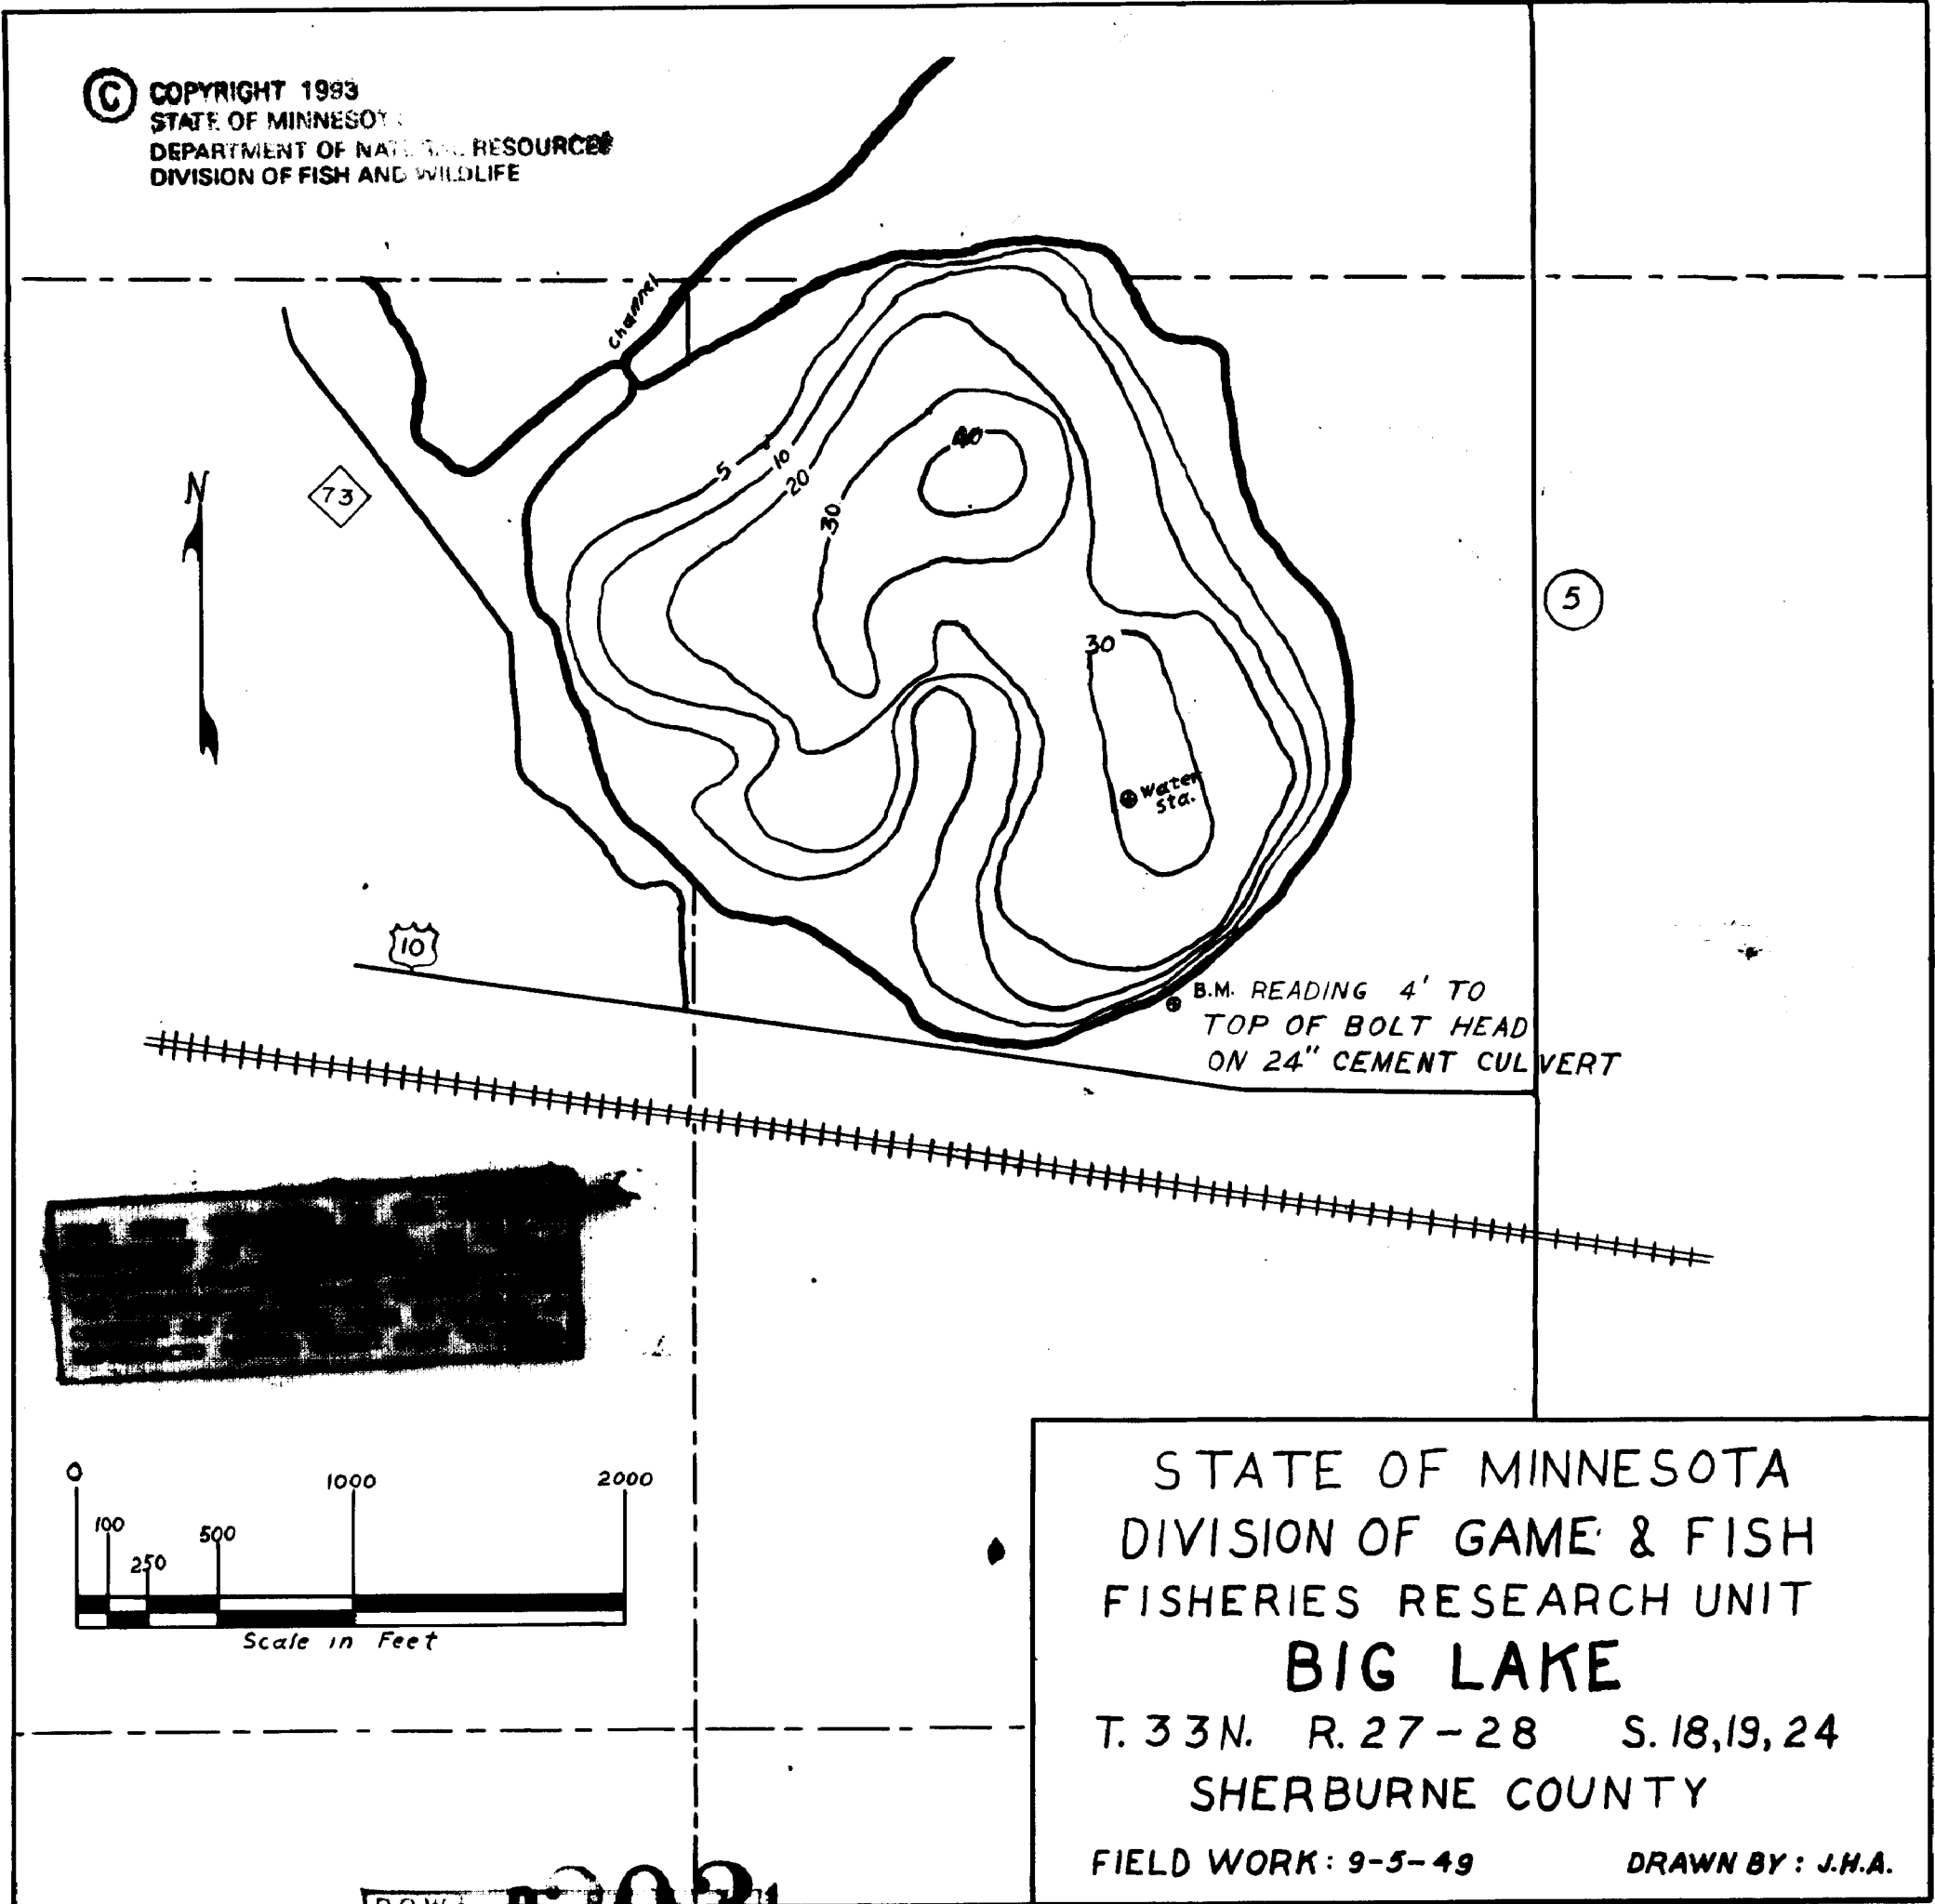 © COPYRIGHT 1993
STATE OF
DEPARTMENT OF RESOURCES
DIVISION OF FISH AND WILDLIFE
Channel
N
73
5
10
20
30
40
30
5
Water
Sta.
10
B.M. READING 4' TO
TOP OF BOLT HEAD
ON 24" CEMENT CULVERT
0 1000 2000
100 500
250
Scale in Feet
STATE OF MINNESOTA
DIVISION OF GAME & FISH
FISHERIES RESEARCH UNIT
BIG LAKE
T. 33N. R. 27-28 S. 18,19,24
SHERBURNE COUNTY
FIELD WORK: 9-5-49 DRAWN BY: J.H.A.